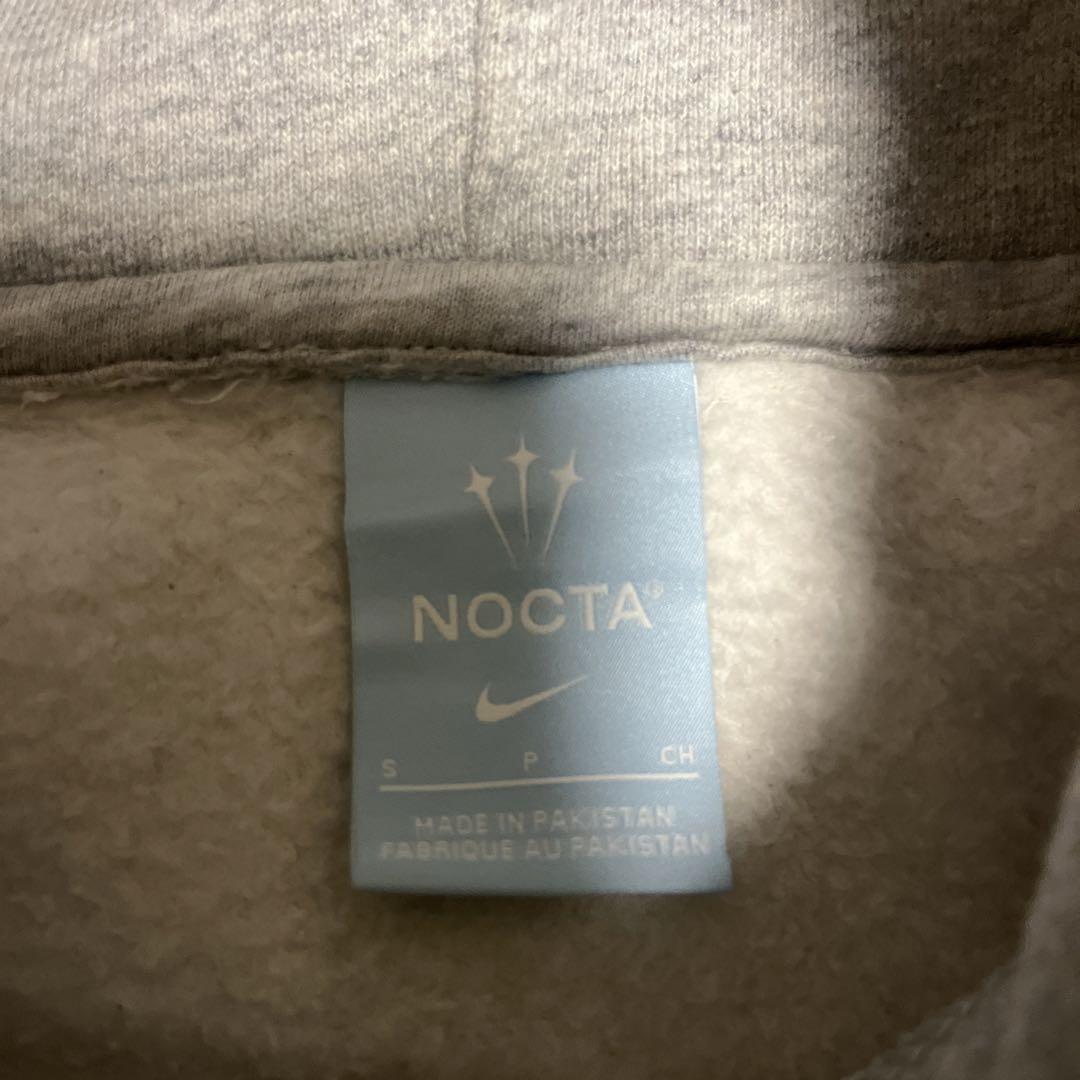 NOCTA®
S P CH
MADE IN PAKISTAN
FABRIQUE AU PAKISTAN